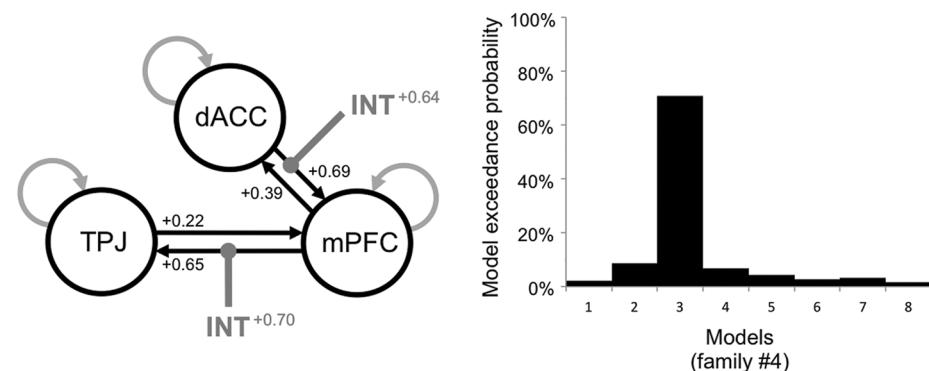 dACC
INT+0.64
+0.69
+0.39
TPJ
+0.22
mPFC
+0.65
INT+0.70
Model exceedance probability
100%
80%
60%
40%
20%
0%
1 2 3 4 5 6 7 8
Models
(family #4)